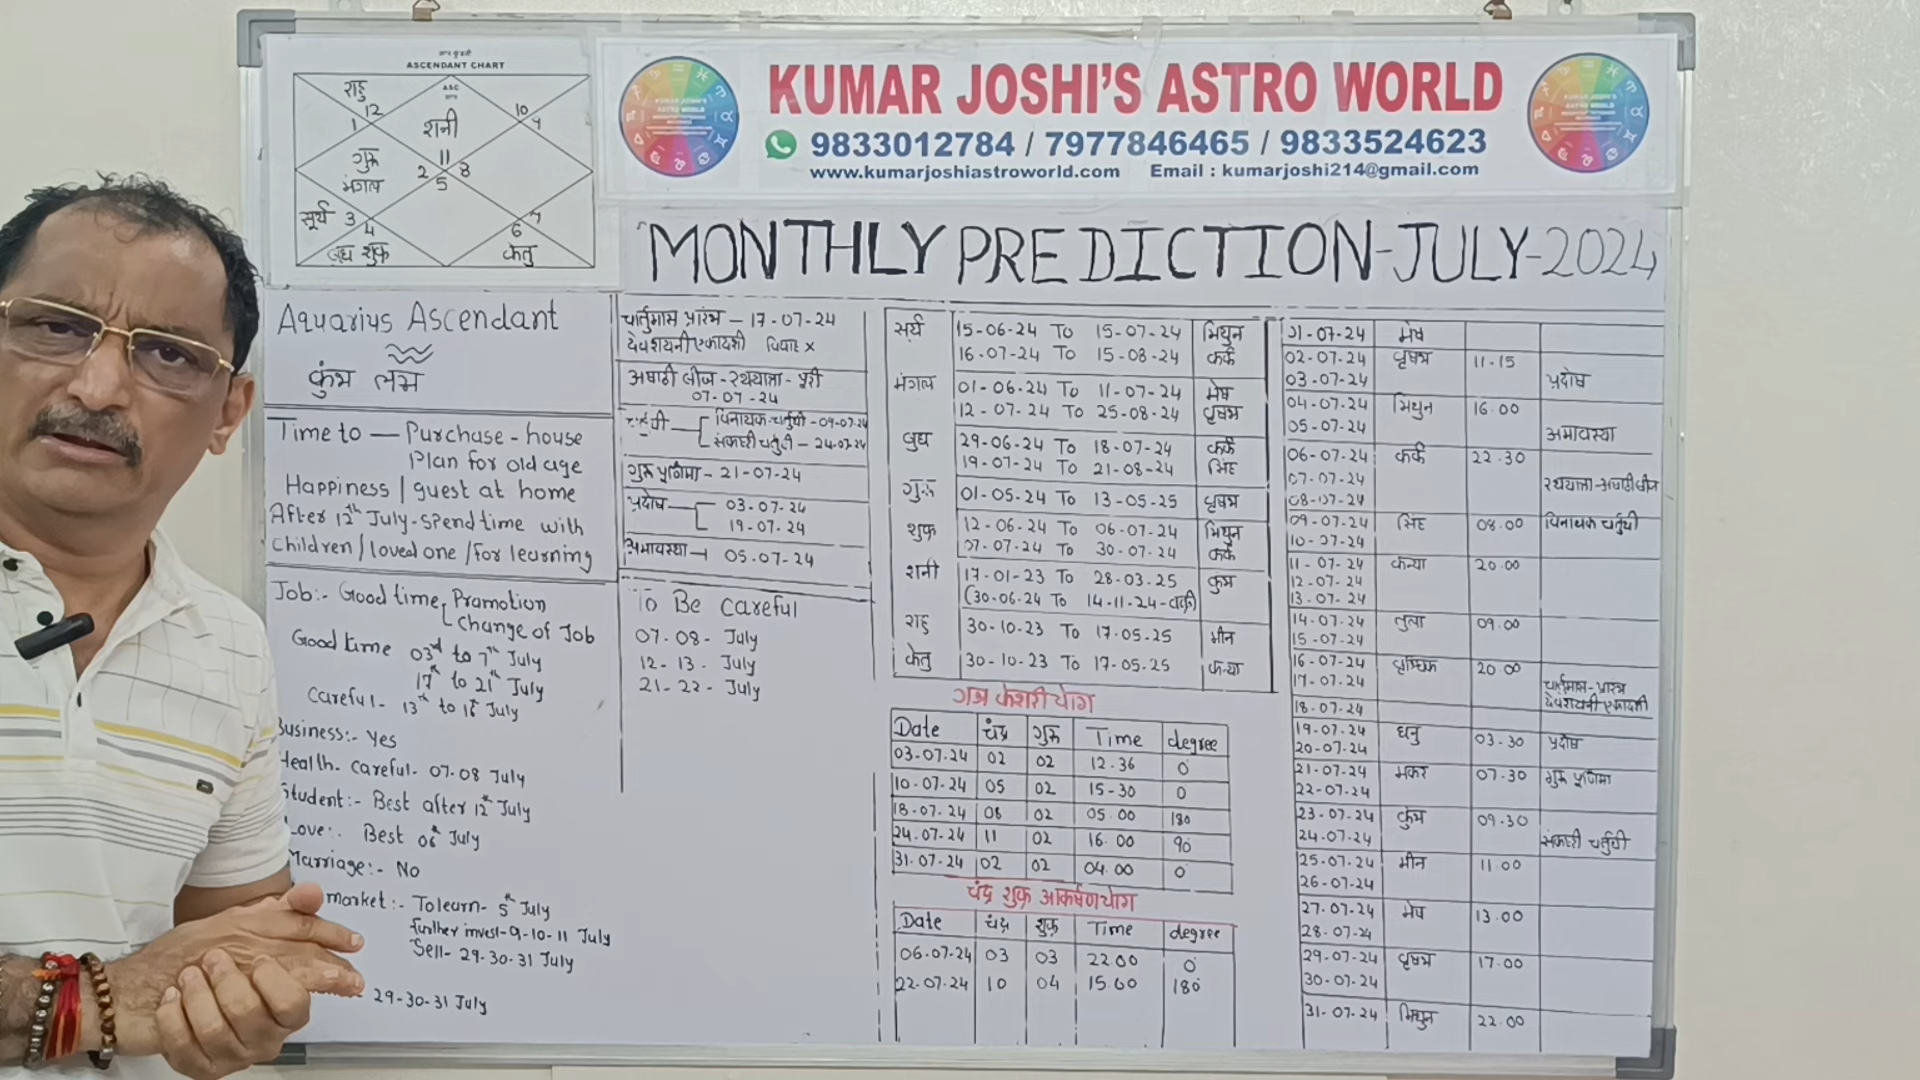 लग्न कुंडली
ASCENDANT CHART
ASC
लग्न
राहु
12
1
शनी
10
9
गुरू
मंगल
11
2
8
5
सूर्य 3
4
बुध शुक्र
7
6
केतु
KUMAR JOSHI'S ASTRO WORLD
9833012784 / 7977846465 / 9833524623
www.kumarjoshiastroworld.com Email : kumarjoshi214@gmail.com
MONTHLY PREDICTION-JULY-2024
Aquarius Ascendant
कुंभ लग्न
Time to — Purchase - house
Plan for old age
Happiness / guest at home
After 12th July - spend time with
children / loved one / for learning
Job:- Good time, Promotion
change of Job
Good time 03rd to 7th July
17th to 21st July
Careful - 13th to 16th July
Business:- Yes
Health - careful - 07-08 July
Student:- Best after 12th July
Love:- Best 06th July
Marriage:- No
market:- To learn - 5th July
further invest - 9-10-11 July
Sell - 29-30-31 July
29-30-31 July
चार्तुमास प्रारंभ — 17-07-24
देवशयनी एकादशी विवाह x
अषाढी बीज - रथयात्रा - पूरी
07-07-24
विनायक चर्तुथी - 09-07-24
संकष्टी चर्तुथी - 24-07-24
गुरू पूर्णिमा - 21-07-24
प्रदोष 03-07-24
19-07-24
अमावस्या → 05-07-24
To Be Careful
07-08 - July
12-13 - July
21-22 - July
सूर्य 15-06-24 To 15-07-24 मिथुन
16-07-24 To 15-08-24 कर्क
मंगल 01-06-24 To 11-07-24 मेष
12-07-24 To 25-08-24 वृषभ
बुध 29-06-24 To 18-07-24 कर्क
19-07-24 To 21-08-24 सिंह
गुरू 01-05-24 To 13-05-25 वृषभ
शुक्र 12-06-24 To 06-07-24 मिथुन
07-07-24 To 30-07-24 कर्क
शनी 17-01-23 To 28-03-25 कुंभ
(30-06-24 To 14-11-24-वक्री)
राहु 30-10-23 To 17-05-25 मीन
केतु 30-10-23 To 17-05-25 कन्या
गज केशरी योग
Date चंद्र गुरू Time degree
03-07-24 02 02 12-36 0
10-07-24 05 02 15-30 0
18-07-24 08 02 05.00 180
24-07-24 11 02 16.00 90
31-07-24 02 02 04.00 0
चंद्र शुक्र आकर्षण योग
Date चंद्र शुक्र Time degree
06-07-24 03 03 22.00 0
22-07-24 10 04 15.00 180
01-07-24 मेष
02-07-24 वृषभ 11-15
03-07-24 प्रदोष
04-07-24 मिथुन 16.00
05-07-24 अमावस्या
06-07-24 कर्क 22.30
07-07-24 रथयात्रा-अषाढीबीज
08-07-24
09-07-24 सिंह 08.00 विनायक चर्तुथी
10-07-24
11-07-24 कन्या 20.00
12-07-24
13-07-24
14-07-24 तुला 09.00
15-07-24
16-07-24 वृश्चिक 20.00
17-07-24 चार्तुमास - प्रारंभ
देवशयनी एकादशी
18-07-24
19-07-24 धनु 03.30 प्रदोष
20-07-24
21-07-24 मकर 07.30 गुरू पूर्णिमा
22-07-24
23-07-24 कुंभ 09.30
24-07-24 संकष्टी चर्तुथी
25-07-24 मीन 11.00
26-07-24
27-07-24 मेष 13.00
28-07-24
29-07-24 वृषभ 17.00
30-07-24
31-07-24 मिथुन 22.00